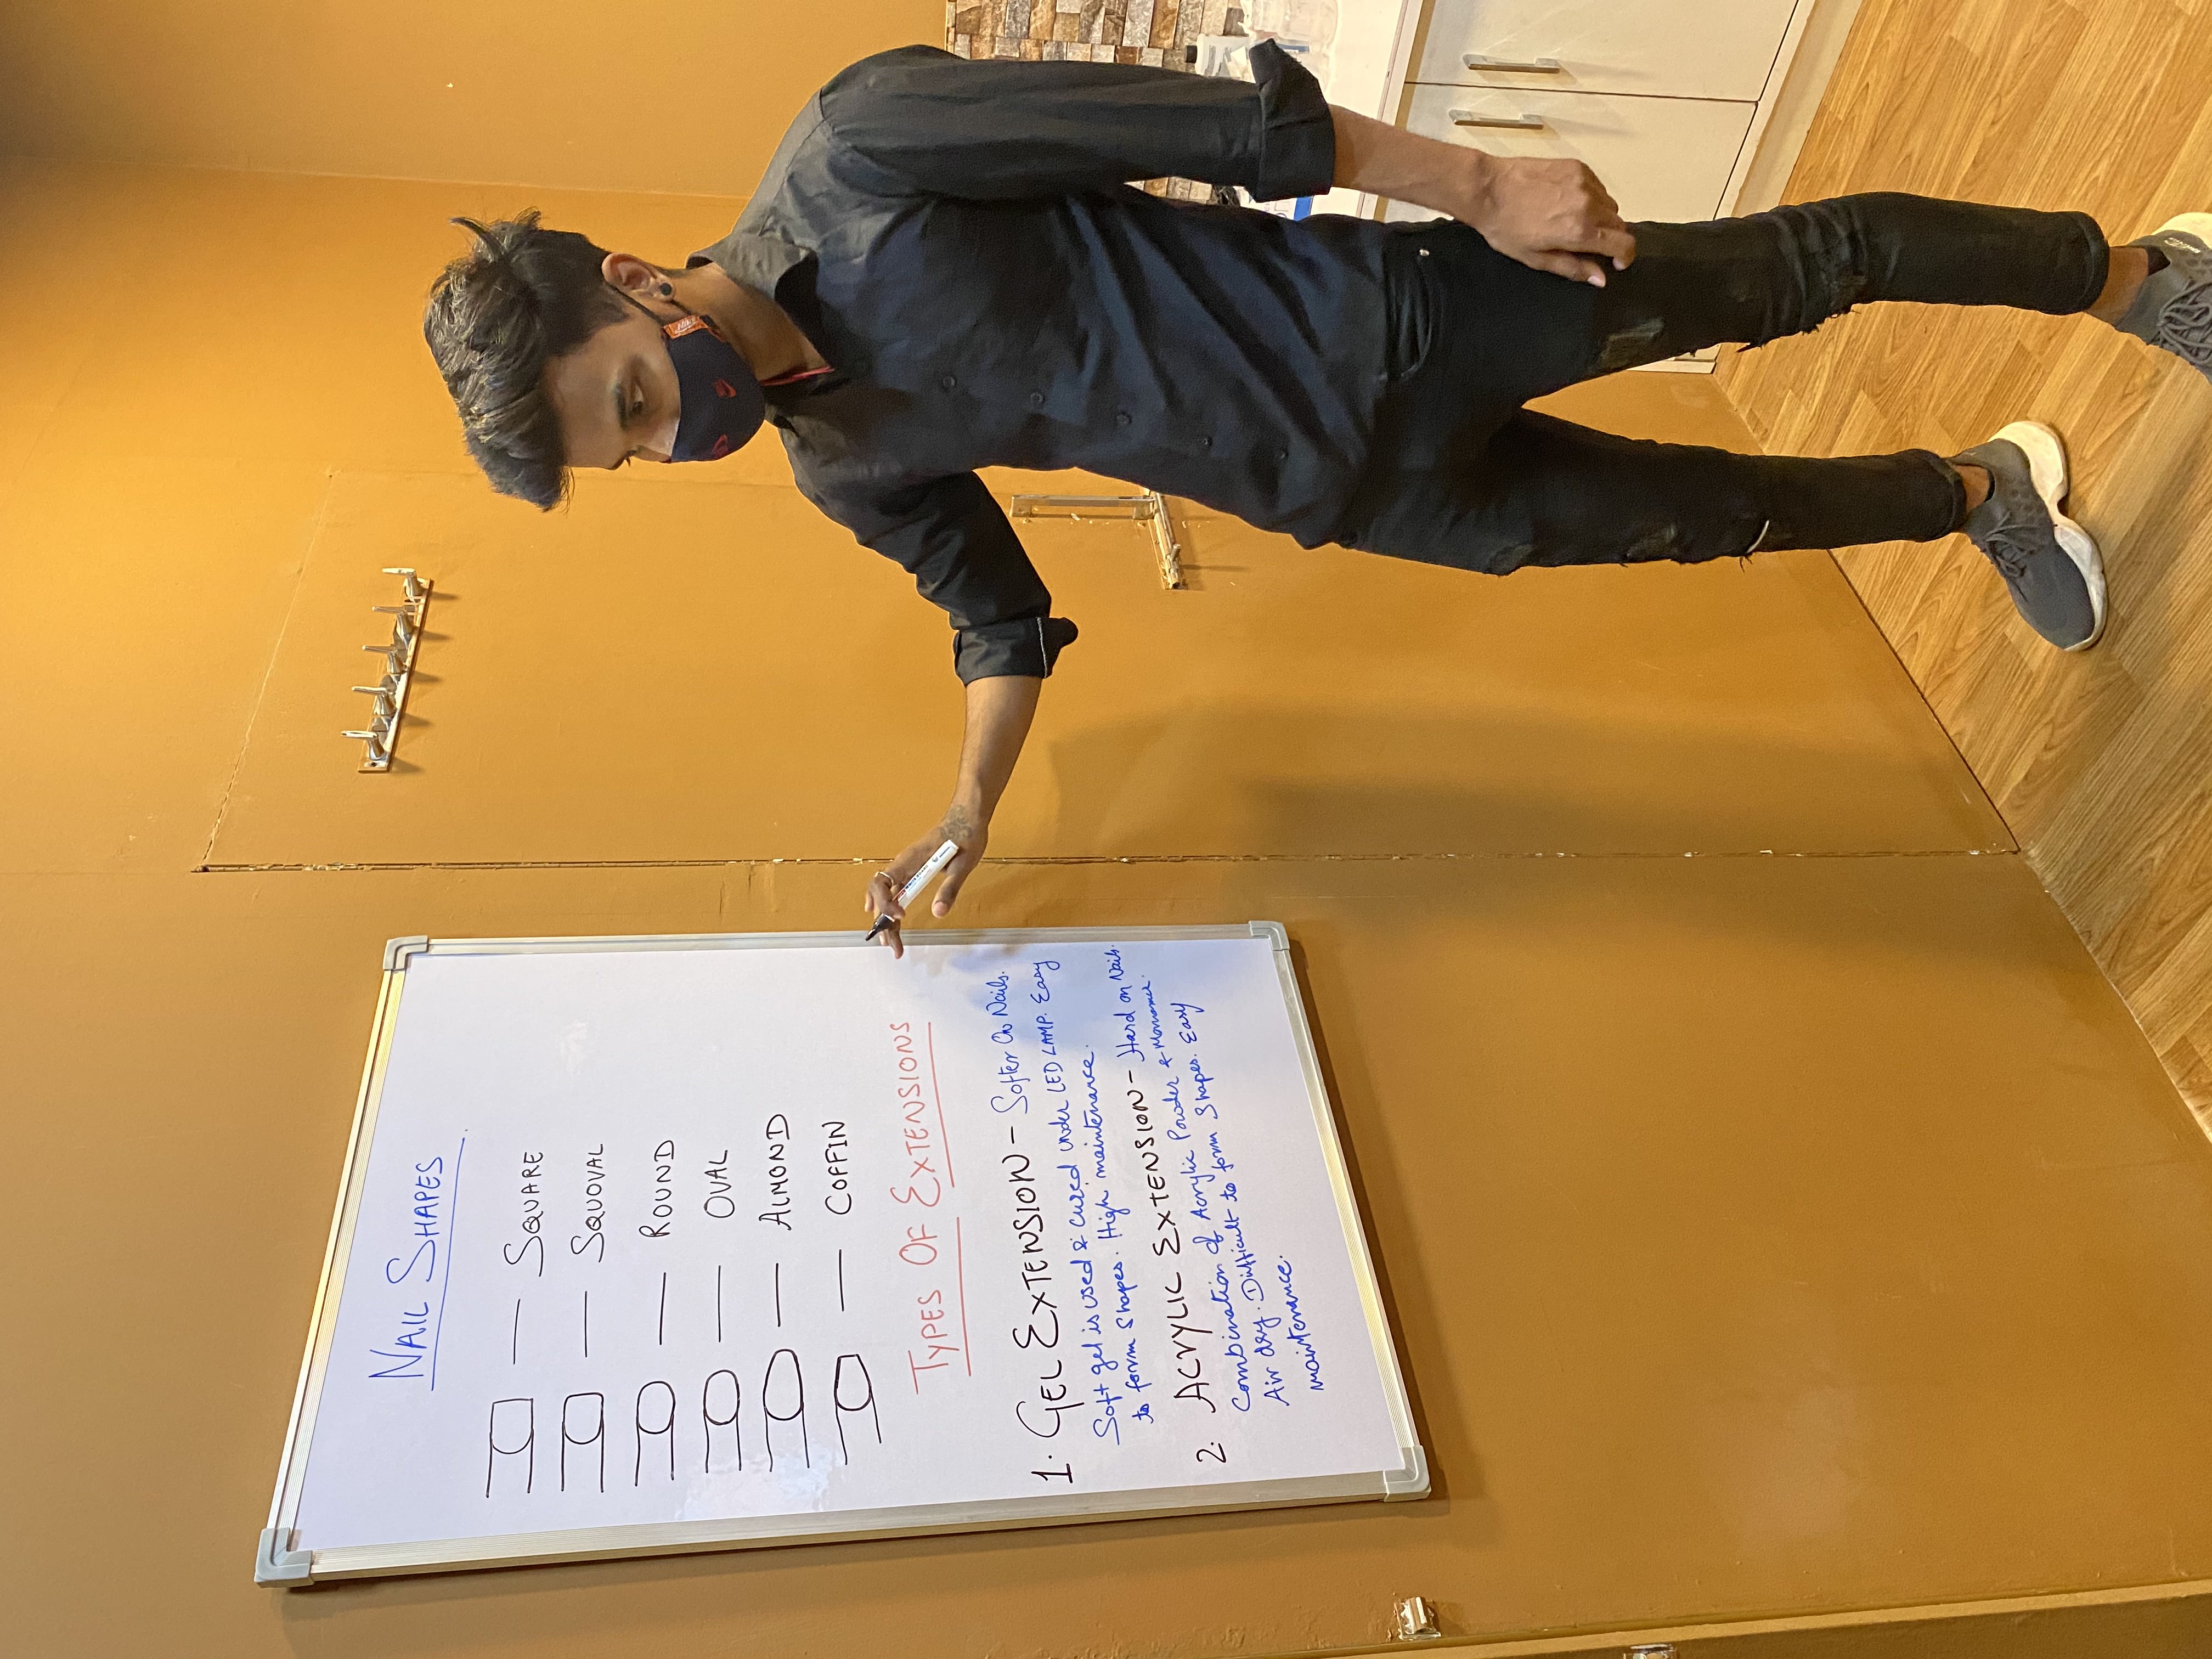 NAIL SHAPES
— SQUARE
— SQUOVAL
— ROUND
— OVAL
— ALMOND
— COFFIN
TYPES OF EXTENSIONS
1. GEL EXTENSION – Softer On Nails.
Soft gel is used & cured under LED LAMP. Easy
to form shapes. High maintenance.
2. ACRYLIC EXTENSION – Hard on Nails.
Combination of Acrylic Powder &
Air dry. Difficult to form Shapes. Easy
maintenance.